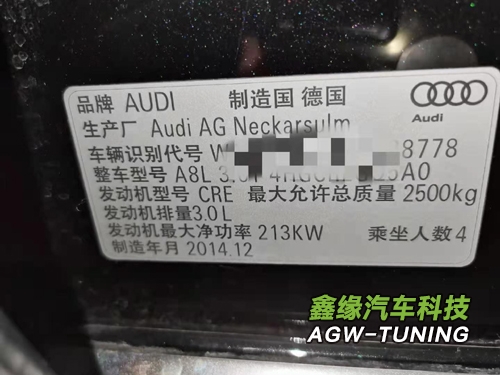 品牌 AUDI 制造国 德国
Audi
生产厂 Audi AG Neckarsulm
车辆识别代号 W 8778
整车型号 A8L
发动机型号 CRE 最大允许总质量 2500kg
发动机排量3.0L
发动机最大净功率 213KW 乘坐人数4
制造年月 2014.12
鑫缘汽车科技
AGW-TUNING